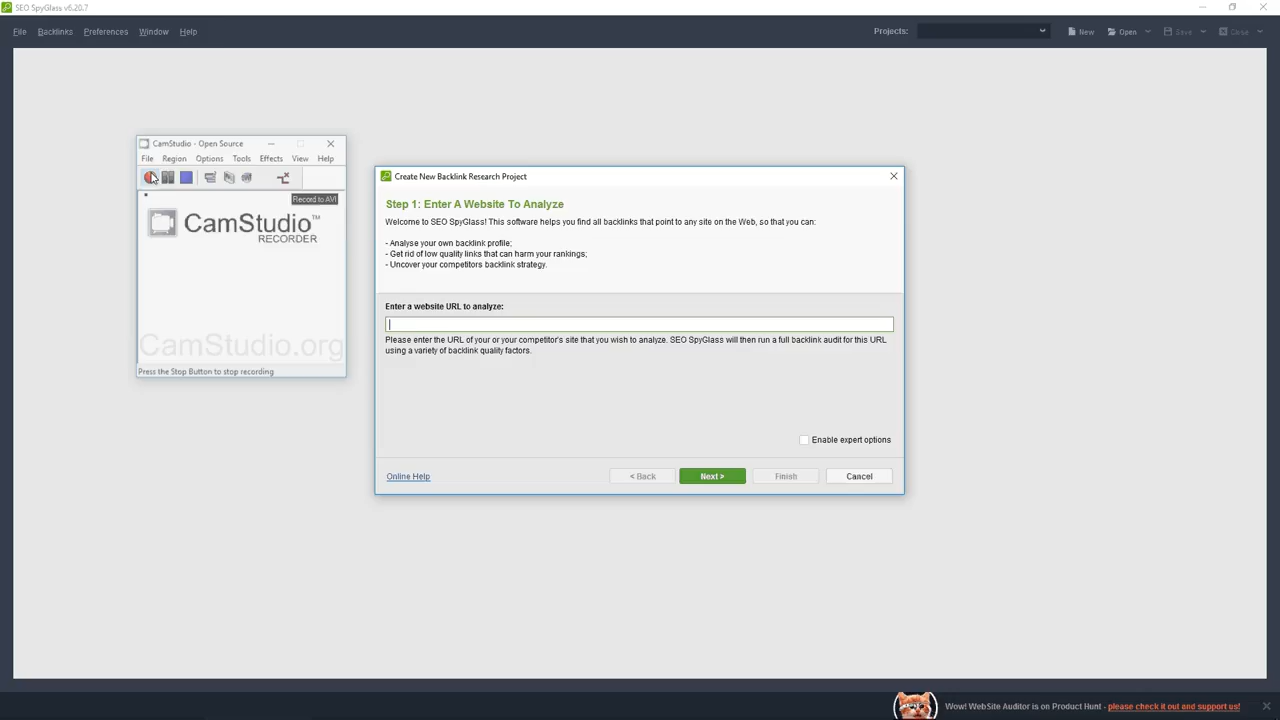 SEO SpyGlass v6.20.7
File Backlinks Preferences Window Help
Projects:
New Open Save Close
CamStudio - Open Source
File Region Options Tools Effects View Help
Record to AVI
CamStudio™
RECORDER
CamStudio.org
Press the Stop Button to stop recording
Create New Backlink Research Project
Step 1: Enter A Website To Analyze
Welcome to SEO SpyGlass! This software helps you find all backlinks that point to any site on the Web, so that you can:
- Analyse your own backlink profile;
- Get rid of low quality links that can harm your rankings;
- Uncover your competitors backlink strategy.
Enter a website URL to analyze:
Please enter the URL of your or your competitor's site that you wish to analyze. SEO SpyGlass will then run a full backlink audit for this URL
using a variety of backlink quality factors.
Enable expert options
Online Help
< Back Next > Finish Cancel
Wow! WebSite Auditor is on Product Hunt - please check it out and support us!